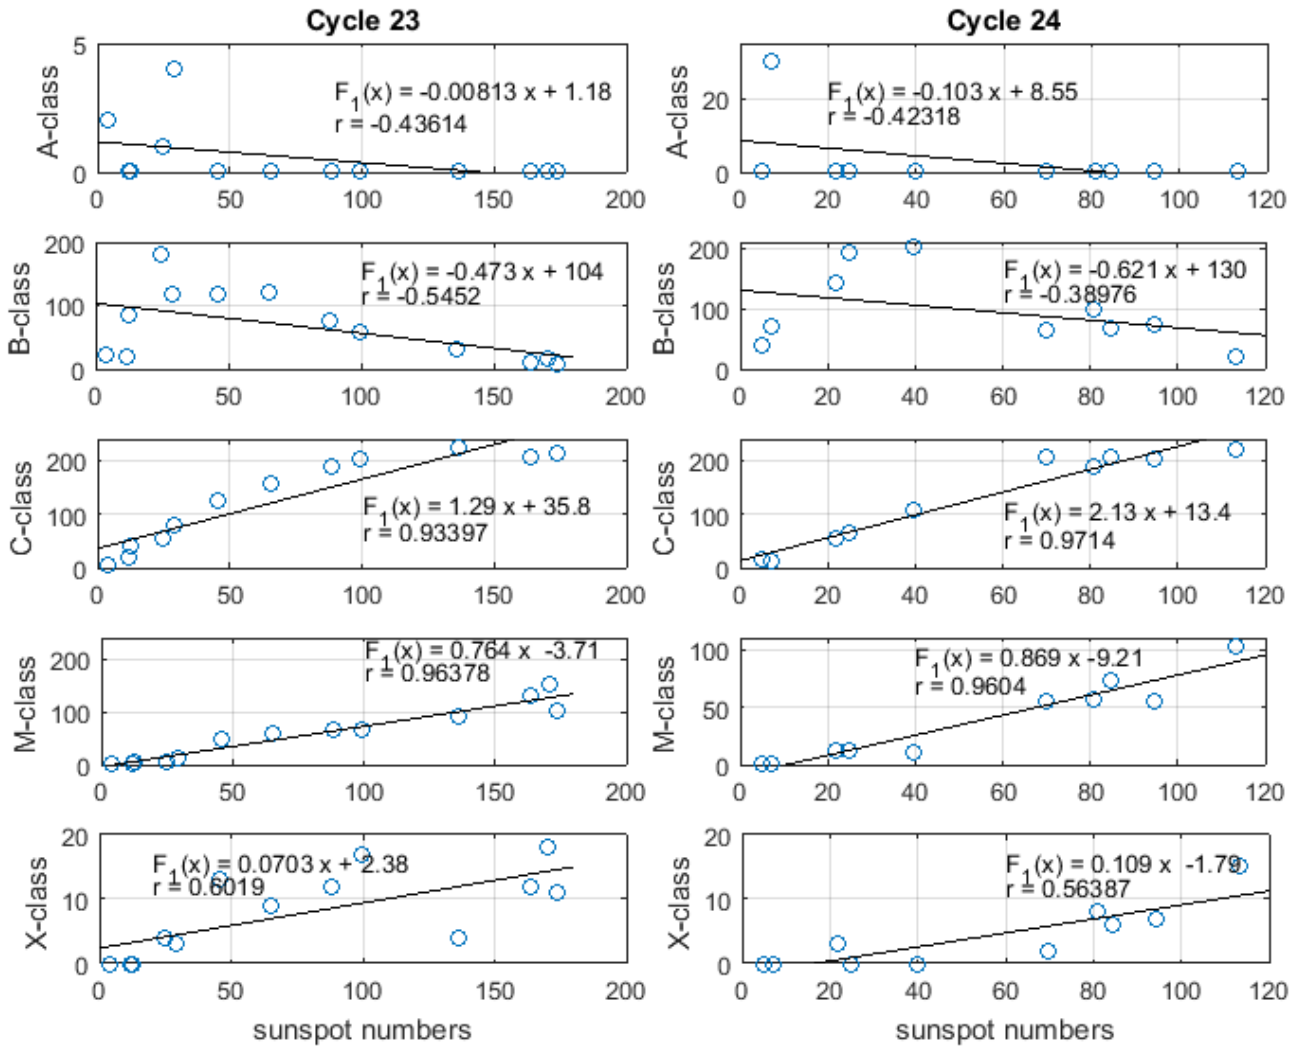 Cycle 23
Cycle 24
A-class
5
0
F1(x) = -0.00813 x + 1.18
r = -0.43614
0 50 100 150 200
A-class
20
0
F1(x) = -0.103 x + 8.55
r = -0.42318
0 20 40 60 80 100 120
B-class
200
100
0
F1(x) = -0.473 x + 104
r = -0.5452
0 50 100 150 200
B-class
200
100
0
F1(x) = -0.621 x + 130
r = -0.38976
0 20 40 60 80 100 120
C-class
200
100
0
F1(x) = 1.29 x + 35.8
r = 0.93397
0 50 100 150 200
C-class
200
100
0
F1(x) = 2.13 x + 13.4
r = 0.9714
0 20 40 60 80 100 120
M-class
200
100
0
F1(x) = 0.764 x -3.71
r = 0.96378
0 50 100 150 200
M-class
100
50
0
F1(x) = 0.869 x -9.21
r = 0.9604
0 20 40 60 80 100 120
X-class
20
10
0
F1(x) = 0.0703 x + 2.38
r = 0.6019
0 50 100 150 200
sunspot numbers
X-class
20
10
0
F1(x) = 0.109 x -1.79
r = 0.56387
0 20 40 60 80 100 120
sunspot numbers